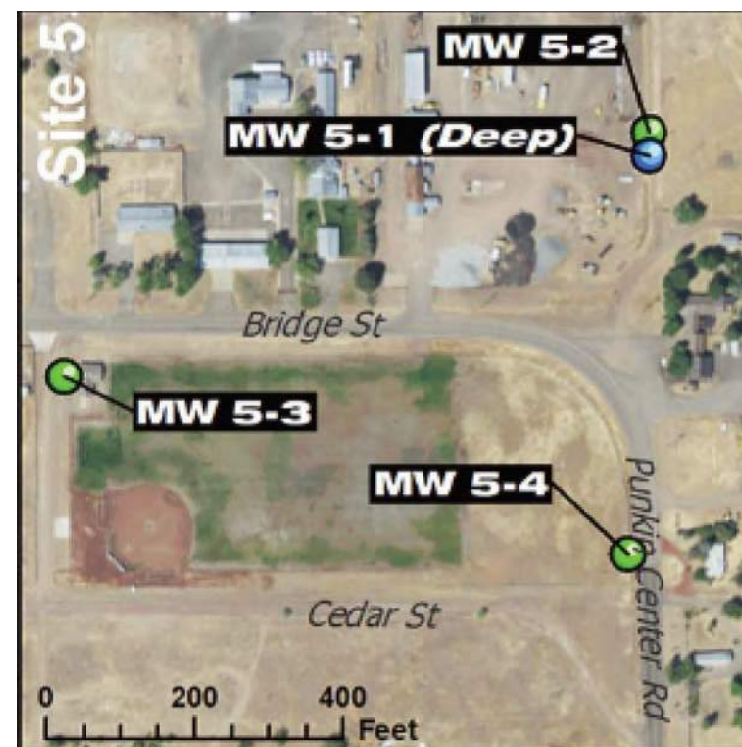 Site 5
MW 5-2
MW 5-1 (Deep)
Bridge St
MW 5-3
MW 5-4
Punkin Center Rd
Cedar St
0 200 400
Feet